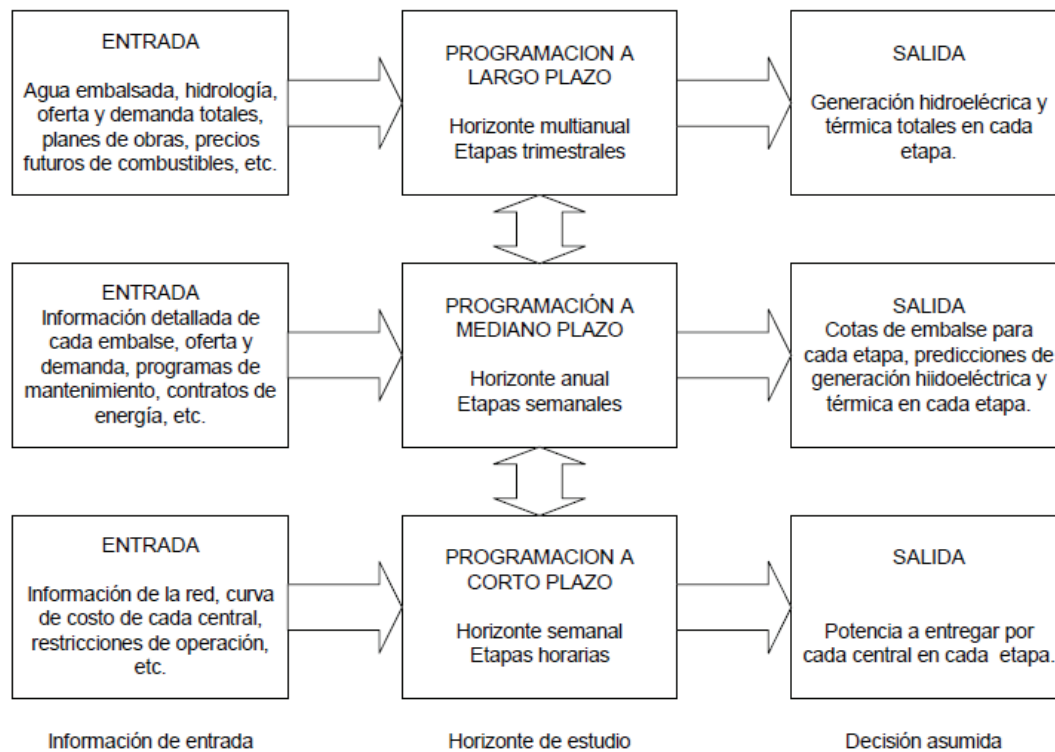 ENTRADA
Agua embalsada, hidrología,
oferta y demanda totales,
planes de obras, precios
futuros de combustibles, etc.
PROGRAMACION A
LARGO PLAZO
Horizonte multianual
Etapas trimestrales
SALIDA
Generación hidroelécrica y
térmica totales en cada
etapa.
ENTRADA
Información detallada de
cada embalse, oferta y
demanda, programas de
mantenimiento, contratos de
energía, etc.
PROGRAMACIÓN A
MEDIANO PLAZO
Horizonte anual
Etapas semanales
SALIDA
Cotas de embalse para
cada etapa, predicciones de
generación hiidoeléctrica y
térmica en cada etapa.
ENTRADA
Información de la red, curva
de costo de cada central,
restricciones de operación,
etc.
PROGRAMACION A
CORTO PLAZO
Horizonte semanal
Etapas horarias
SALIDA
Potencia a entregar por
cada central en cada etapa.
Información de entrada
Horizonte de estudio
Decisión asumida